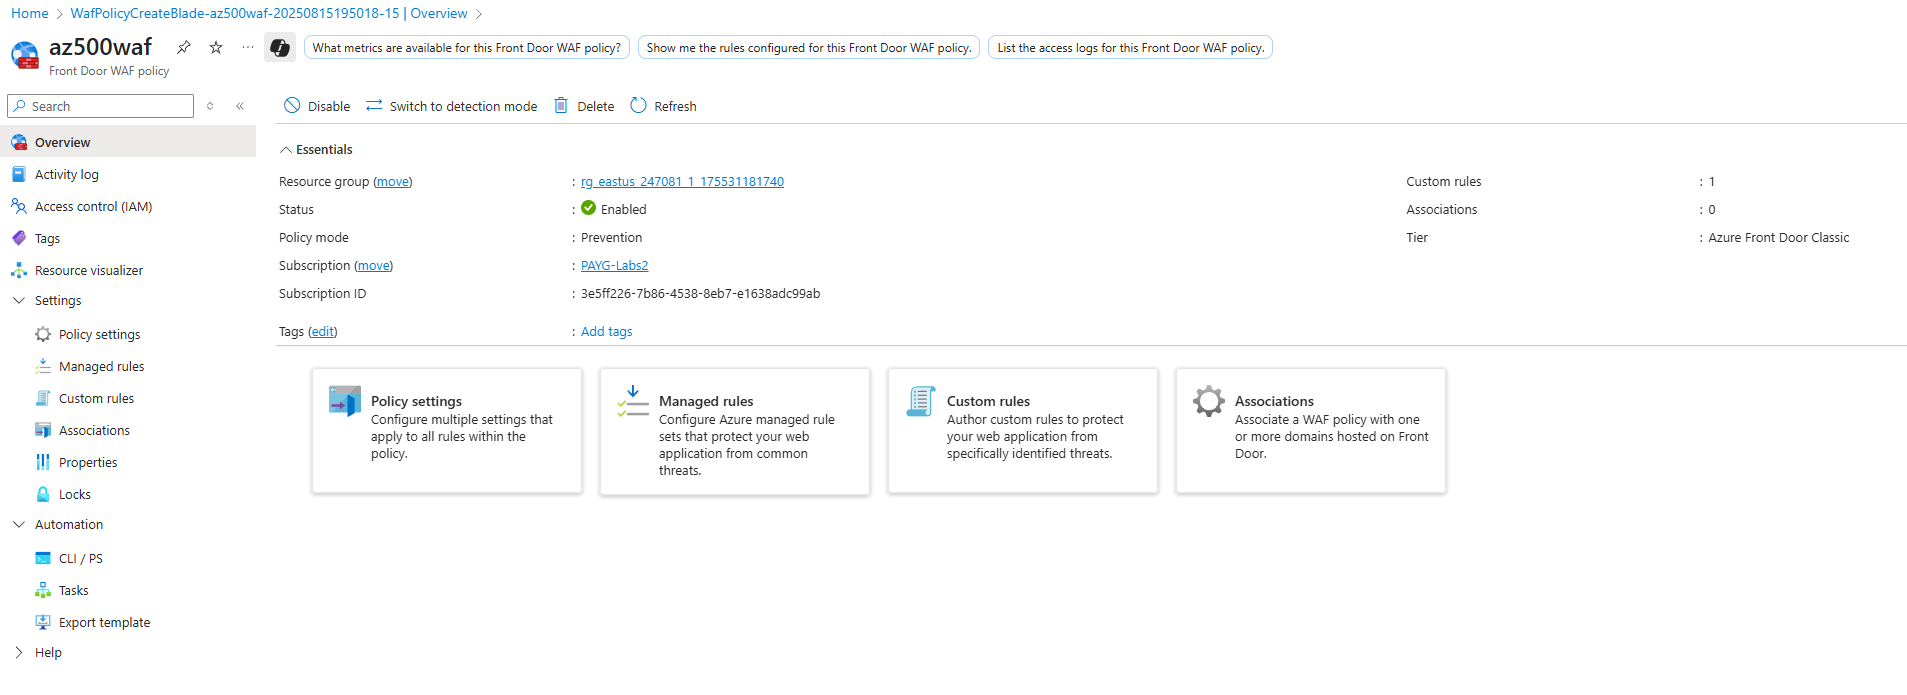 Home > WafPolicyCreateBlade-az500waf-20250815195018-15 | Overview >
az500waf
Front Door WAF policy
What metrics are available for this Front Door WAF policy?
Show me the rules configured for this Front Door WAF policy.
List the access logs for this Front Door WAF policy.
Search
Disable
Switch to detection mode
Delete
Refresh
Overview
Activity log
Access control (IAM)
Tags
Resource visualizer
Settings
Policy settings
Managed rules
Custom rules
Associations
Properties
Locks
Automation
CLI / PS
Tasks
Export template
Help
Essentials
Resource group (move) : rg_eastus_247081_1_175531181740
Status : Enabled
Policy mode : Prevention
Subscription (move) : PAYG-Labs2
Subscription ID : 3e5ff226-7b86-4538-8eb7-e1638adc99ab
Tags (edit) : Add tags
Custom rules : 1
Associations : 0
Tier : Azure Front Door Classic
Policy settings
Configure multiple settings that
apply to all rules within the
policy.
Managed rules
Configure Azure managed rule
sets that protect your web
application from common
threats.
Custom rules
Author custom rules to protect
your web application from
specifically identified threats.
Associations
Associate a WAF policy with one
or more domains hosted on Front
Door.